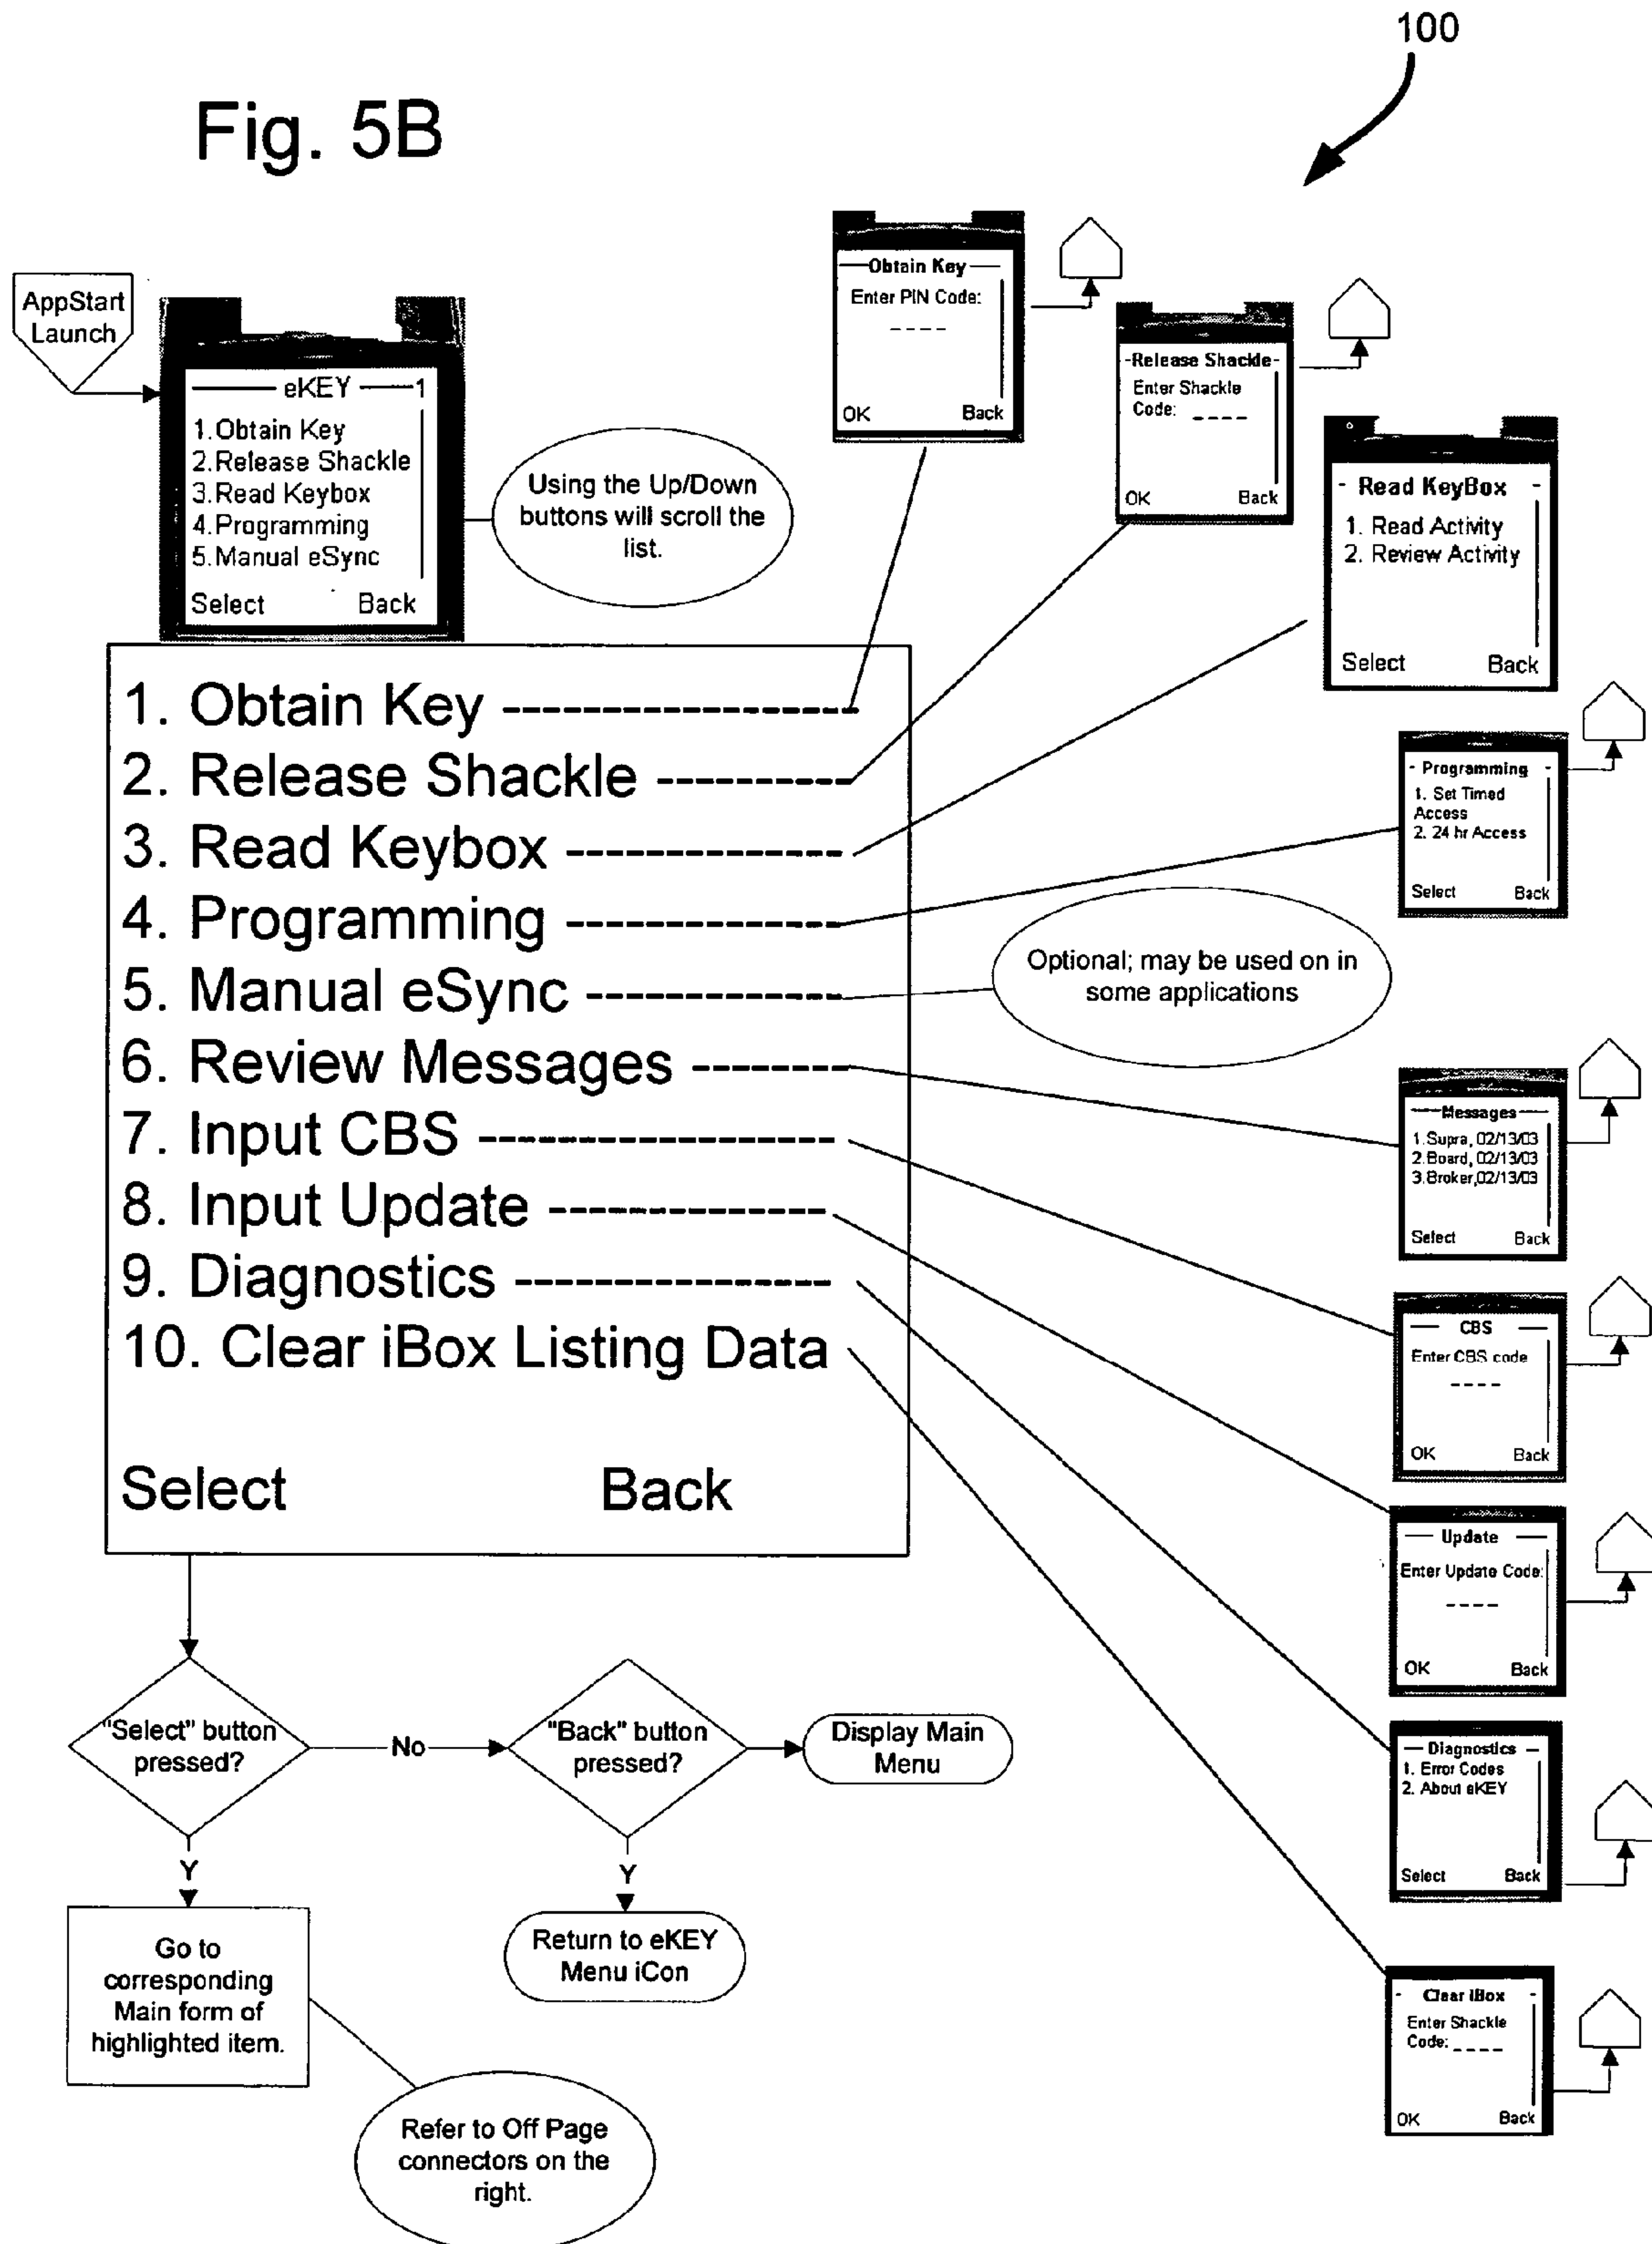 100
Fig. 5B
AppStart
Launch
eKEY 1
1.Obtain Key
2.Release Shackle
3.Read Keybox
4.Programming
5.Manual eSync
Select Back
Using the Up/Down
buttons will scroll the
list.
Obtain Key
Enter PIN Code:
_ _ _ _
OK Back
-Release Shackle-
Enter Shackle
Code: _ _ _ _
OK Back
- Read KeyBox -
1. Read Activity
2. Review Activity
Select Back
1. Obtain Key
2. Release Shackle
3. Read Keybox
4. Programming
5. Manual eSync
6. Review Messages
7. Input CBS
8. Input Update
9. Diagnostics
10. Clear iBox Listing Data
Select Back
- Programming -
1. Set Timed
Access
2. 24 hr Access
Select Back
Optional; may be used on in
some applications
Messages
1.Supra, 02/13/03
2.Board, 02/13/03
3.Broker,02/13/03
Select Back
CBS
Enter CBS code
_ _ _ _
OK Back
Update
Enter Update Code:
_ _ _ _
OK Back
Diagnostics
1. Error Codes
2. About eKEY
Select Back
- Clear iBox -
Enter Shackle
Code: _ _ _ _
OK Back
"Select" button
pressed?
No
"Back" button
pressed?
Display Main
Menu
Y
Y
Go to
corresponding
Main form of
highlighted item.
Return to eKEY
Menu iCon
Refer to Off Page
connectors on the
right.